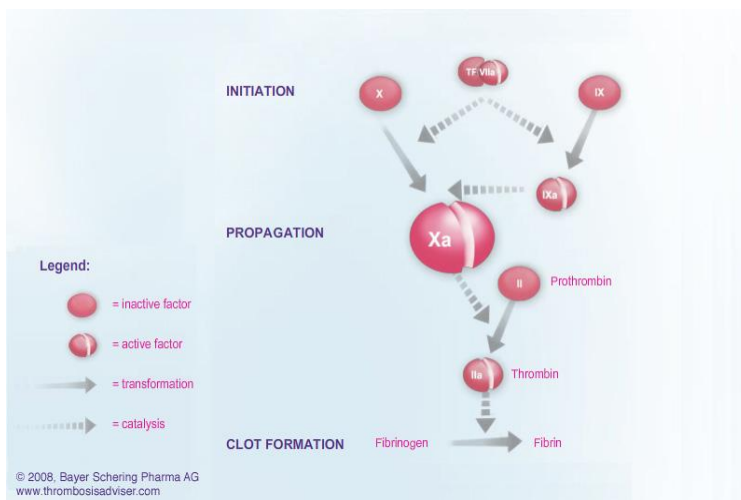 TF VIIa
INITIATION
X
IX
IXa
PROPAGATION
Xa
Legend:
II
Prothrombin
= inactive factor
= active factor
IIa
Thrombin
= transformation
= catalysis
CLOT FORMATION
Fibrinogen
Fibrin
© 2008, Bayer Schering Pharma AG
www.thrombosisadviser.com